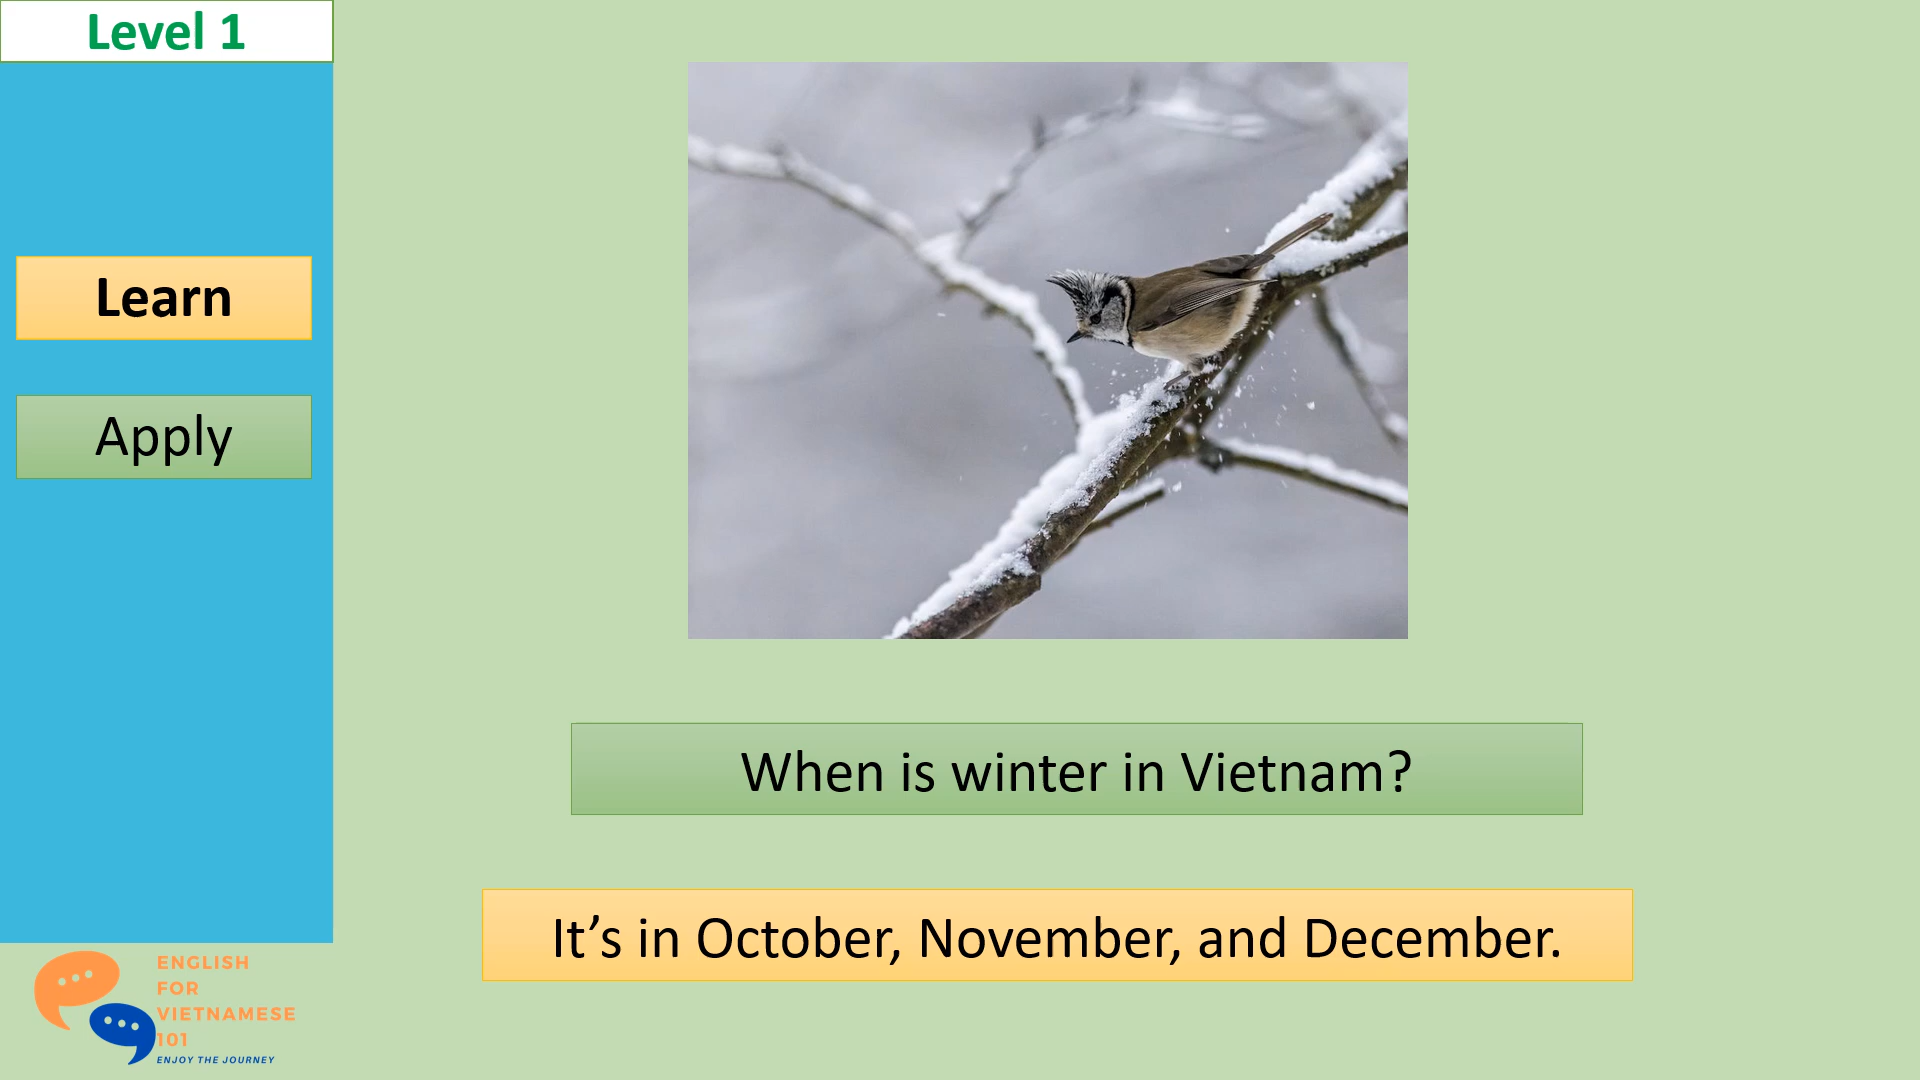 Level 1
Learn
Apply
When is winter in Vietnam?
It’s in October, November, and December.
ENGLISH
FOR
VIETNAMESE
101
ENJOY THE JOURNEY